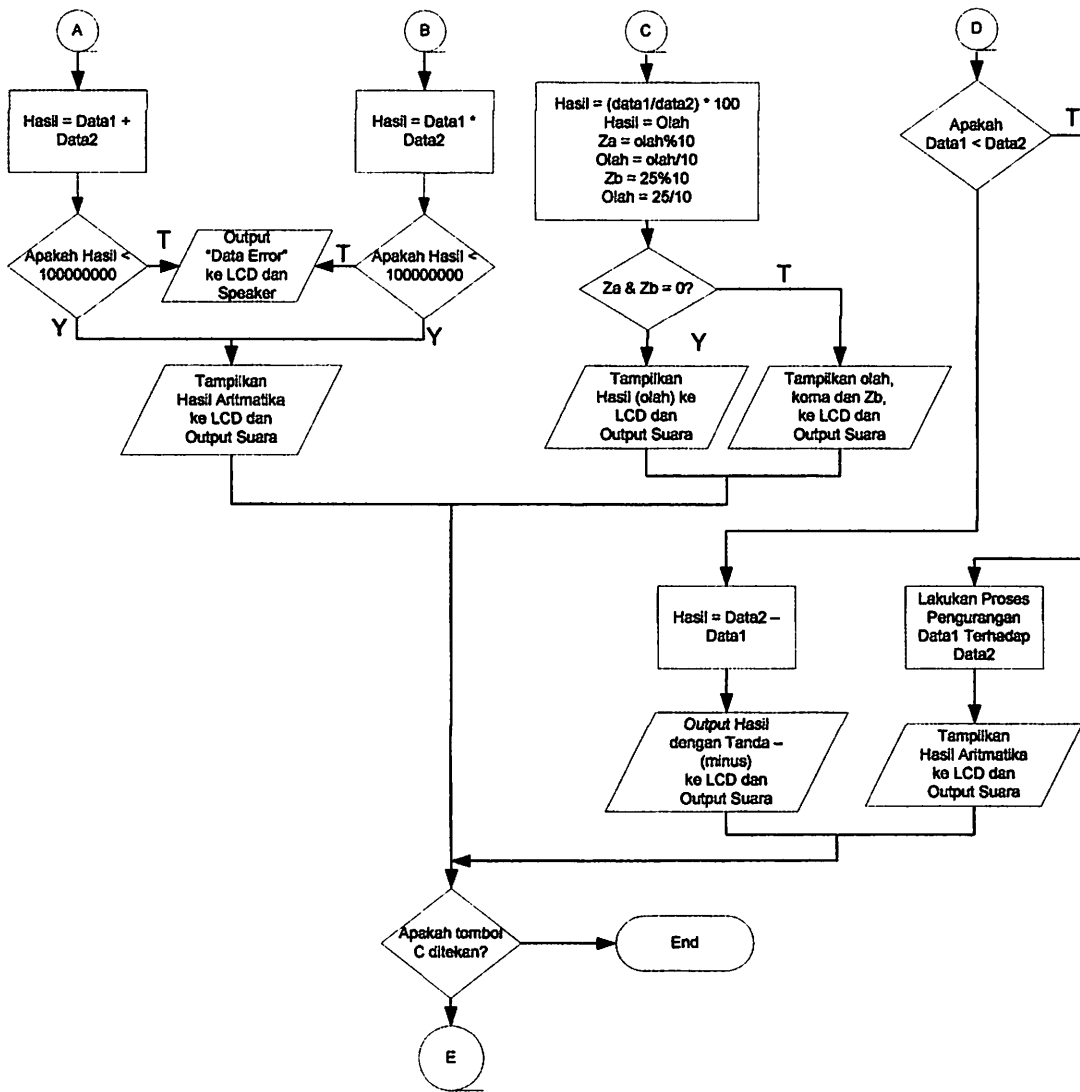 A
B
C
D
Hasil = Data1 +
Data2
Hasil = Data1 *
Data2
Hasil = (data1/data2) * 100
Hasil = Olah
Za = olah%10
Olah = olah/10
Zb = 25%10
Olah = 25/10
Apakah
Data1 < Data2
T
Apakah Hasil <
100000000
T
Output
"Data Error"
ke LCD dan
Speaker
T
Apakah Hasil <
100000000
Y
Y
Za & Zb = 0?
T
Y
Tampilkan
Hasil Aritmatika
ke LCD dan
Output Suara
Tampilkan
Hasil (olah) ke
LCD dan
Output Suara
Tampilkan olah,
koma dan Zb,
ke LCD dan
Output Suara
Hasil = Data2 –
Data1
Lakukan Proses
Pengurangan
Data1 Terhadap
Data2
Output Hasil
dengan Tanda –
(minus)
ke LCD dan
Output Suara
Tampilkan
Hasil Aritmatika
ke LCD dan
Output Suara
Apakah tombol
C ditekan?
End
E